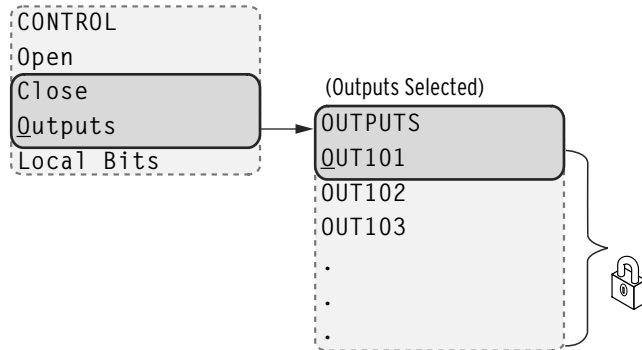 CONTROL
Open
Close
Outputs
Local Bits
(Outputs Selected)
OUTPUTS
OUT101
OUT102
OUT103
.
.
.